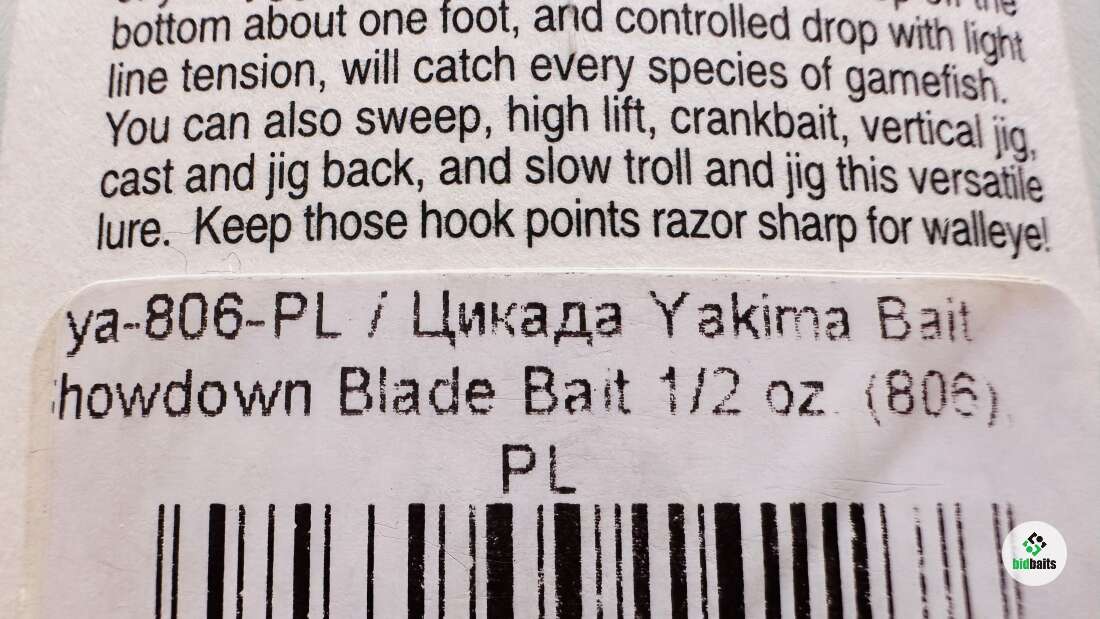 the
bottom about one foot, and controlled drop with light
line tension, will catch every species of gamefish.
You can also sweep, high lift, crankbait, vertical jig,
cast and jig back, and slow troll and jig this versatile
lure. Keep those hook points razor sharp for walleye!
ya-806-PL / Цикада Yakima Bait
howdown Blade Bait 1/2 oz. (806),
PL
bidbaits